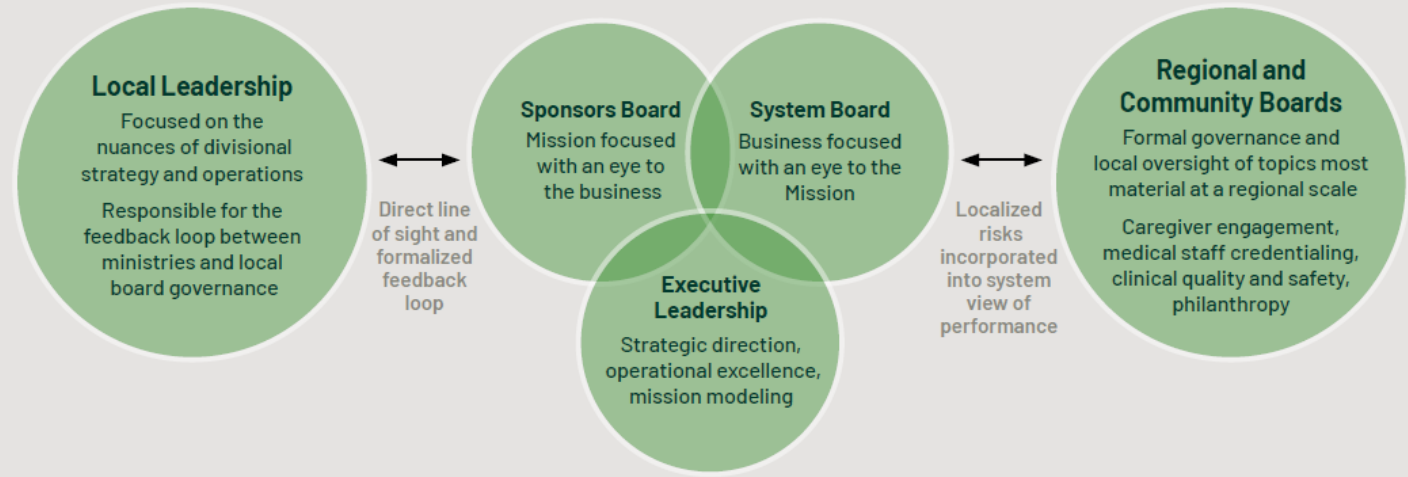 Local Leadership
Focused on the
nuances of divisional
strategy and operations
Responsible for the
feedback loop between
ministries and local
board governance
Direct line
of sight and
formalized
feedback
loop
Sponsors Board
Mission focused
with an eye to
the business
System Board
Business focused
with an eye to the
Mission
Executive
Leadership
Strategic direction,
operational excellence,
mission modeling
Localized
risks
incorporated
into system
view of
performance
Regional and
Community Boards
Formal governance and
local oversight of topics most
material at a regional scale
Caregiver engagement,
medical staff credentialing,
clinical quality and safety,
philanthropy